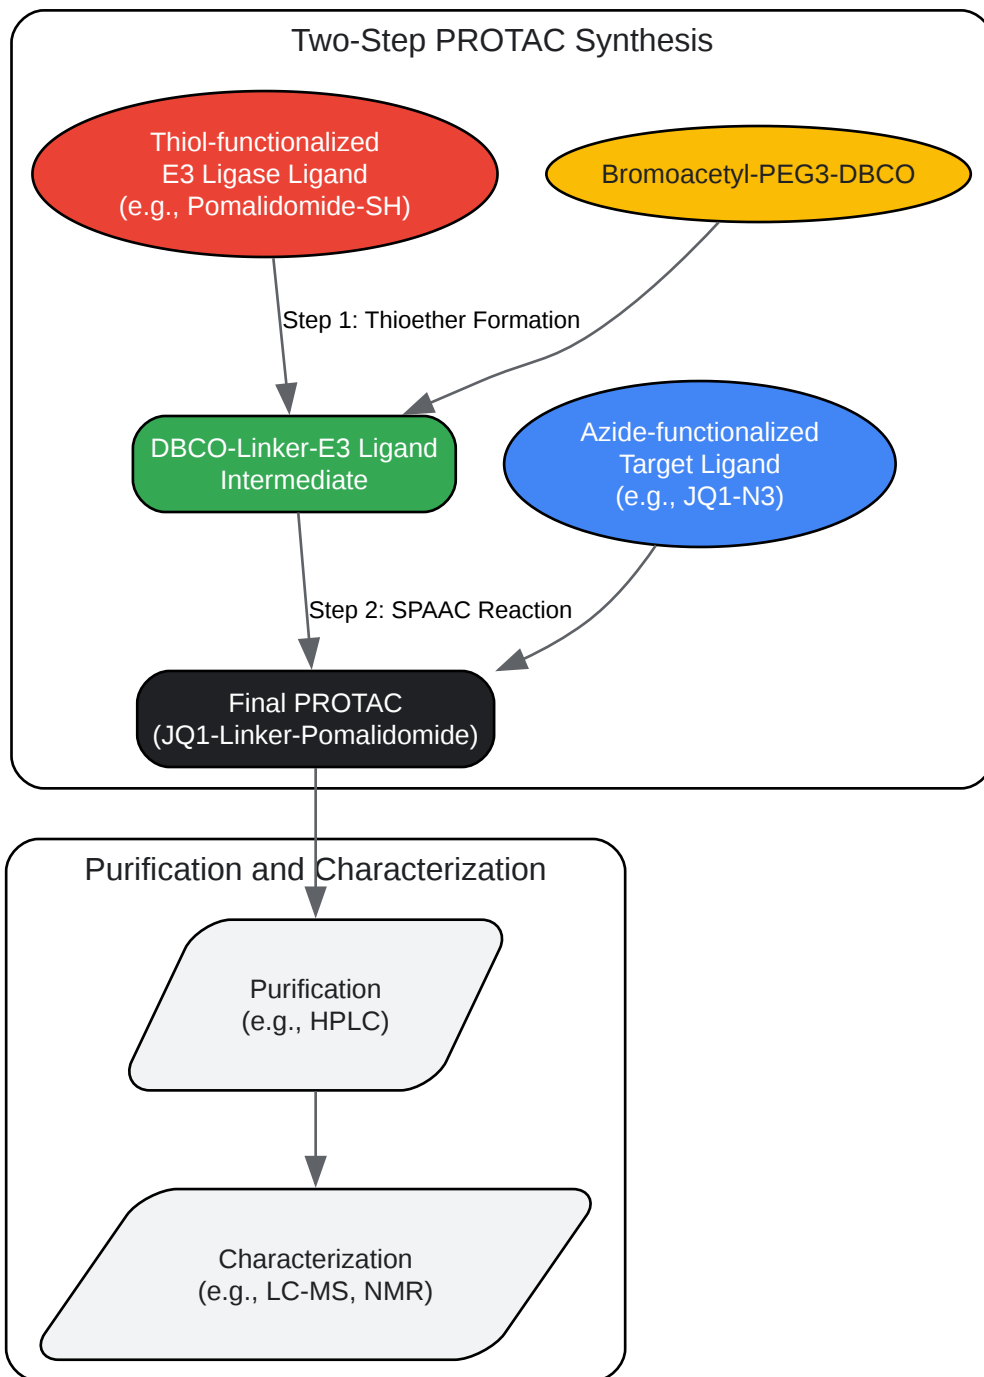 Two-Step PROTAC Synthesis
Thiol-functionalized
E3 Ligase Ligand
(e.g., Pomalidomide-SH)
Bromoacetyl-PEG3-DBCO
Step 1: Thioether Formation
DBCO-Linker-E3 Ligand
Intermediate
Azide-functionalized
Target Ligand
(e.g., JQ1-N3)
Step 2: SPAAC Reaction
Final PROTAC
(JQ1-Linker-Pomalidomide)
Purification and Characterization
Purification
(e.g., HPLC)
Characterization
(e.g., LC-MS, NMR)